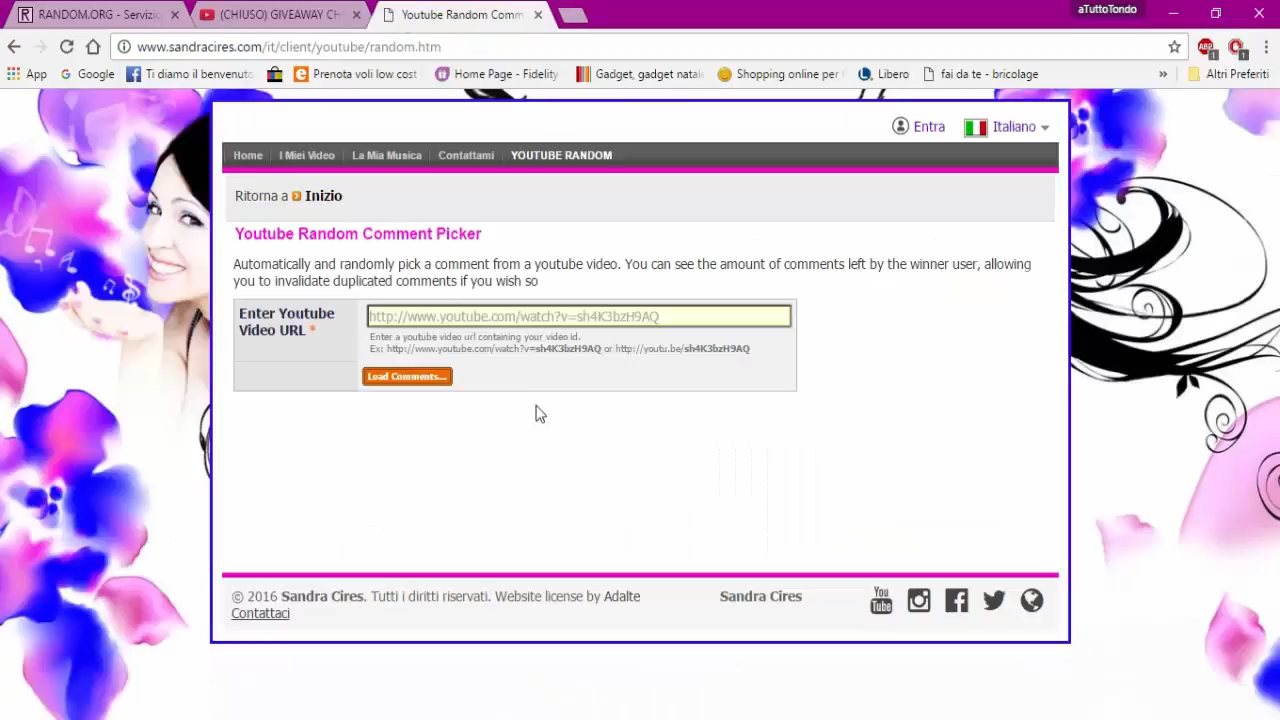 RANDOM.ORG - Servizio
(CHIUSO) GIVEAWAY CH
Youtube Random Comm
aTuttoTondo
www.sandracires.com/it/client/youtube/random.htm
ABP
1
1
App
Google
Ti diamo il benvenuto
Prenota voli low cost
Home Page - Fidelity
Gadget, gadget natal
Shopping online per
Libero
fai da te - bricolage
»
Altri Preferiti
Entra
Italiano
Home
I Miei Video
La Mia Musica
Contattami
YOUTUBE RANDOM
Ritorna a Inizio
Youtube Random Comment Picker
Automatically and randomly pick a comment from a youtube video. You can see the amount of comments left by the winner user, allowing
you to invalidate duplicated comments if you wish so
Enter Youtube
Video URL *
http://www.youtube.com/watch?v=sh4K3bzH9AQ
Enter a youtube video url containing your video id.
Ex: http://www.youtube.com/watch?v=sh4K3bzH9AQ or http://youtu.be/sh4K3bzH9AQ
Load Comments...
© 2016 Sandra Cires. Tutti i diritti riservati. Website license by Adalte
Contattaci
Sandra Cires
You
Tube